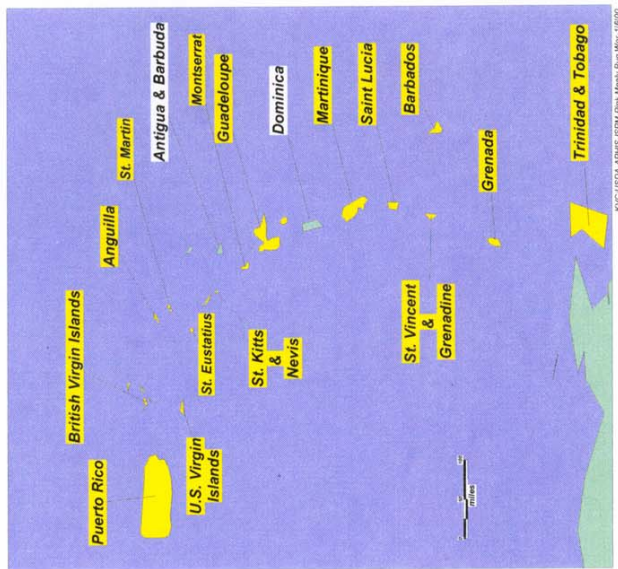 Puerto Rico
British Virgin Islands
U.S. Virgin
Islands
Anguilla
St. Martin
St. Eustatius
Antigua & Barbuda
St. Kitts
&
Nevis
Montserrat
Guadeloupe
Dominica
Martinique
Saint Lucia
Barbados
St. Vincent
&
Grenadine
Grenada
Trinidad & Tobago
miles